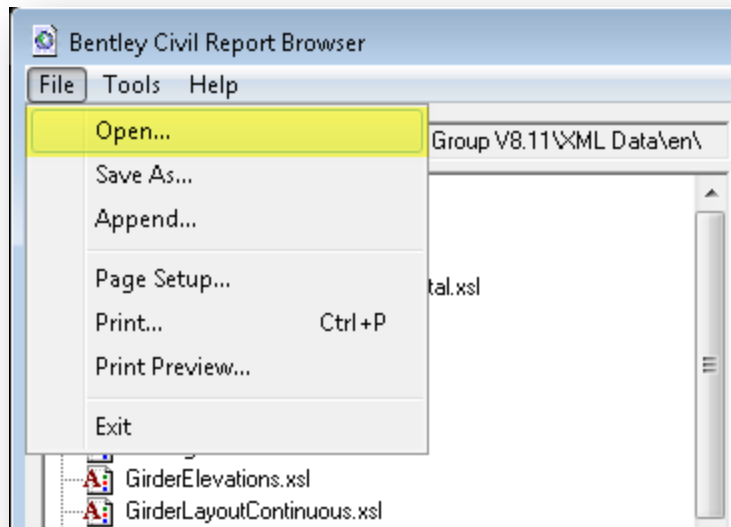 Bentley Civil Report Browser
File Tools Help
Open...
Group V8.11\XML Data\en\
Save As...
Append...
Page Setup...
tal.xsl
Print... Ctrl+P
Print Preview...
Exit
GirderElevations.xsl
GirderLayoutContinuous.xsl